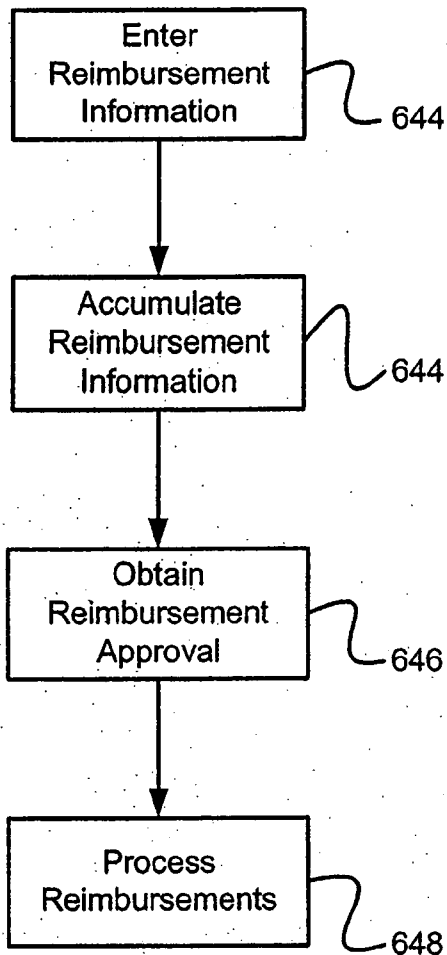 Enter
Reimbursement
Information
644
Accumulate
Reimbursement
Information
644
Obtain
Reimbursement
Approval
646
Process
Reimbursements
648